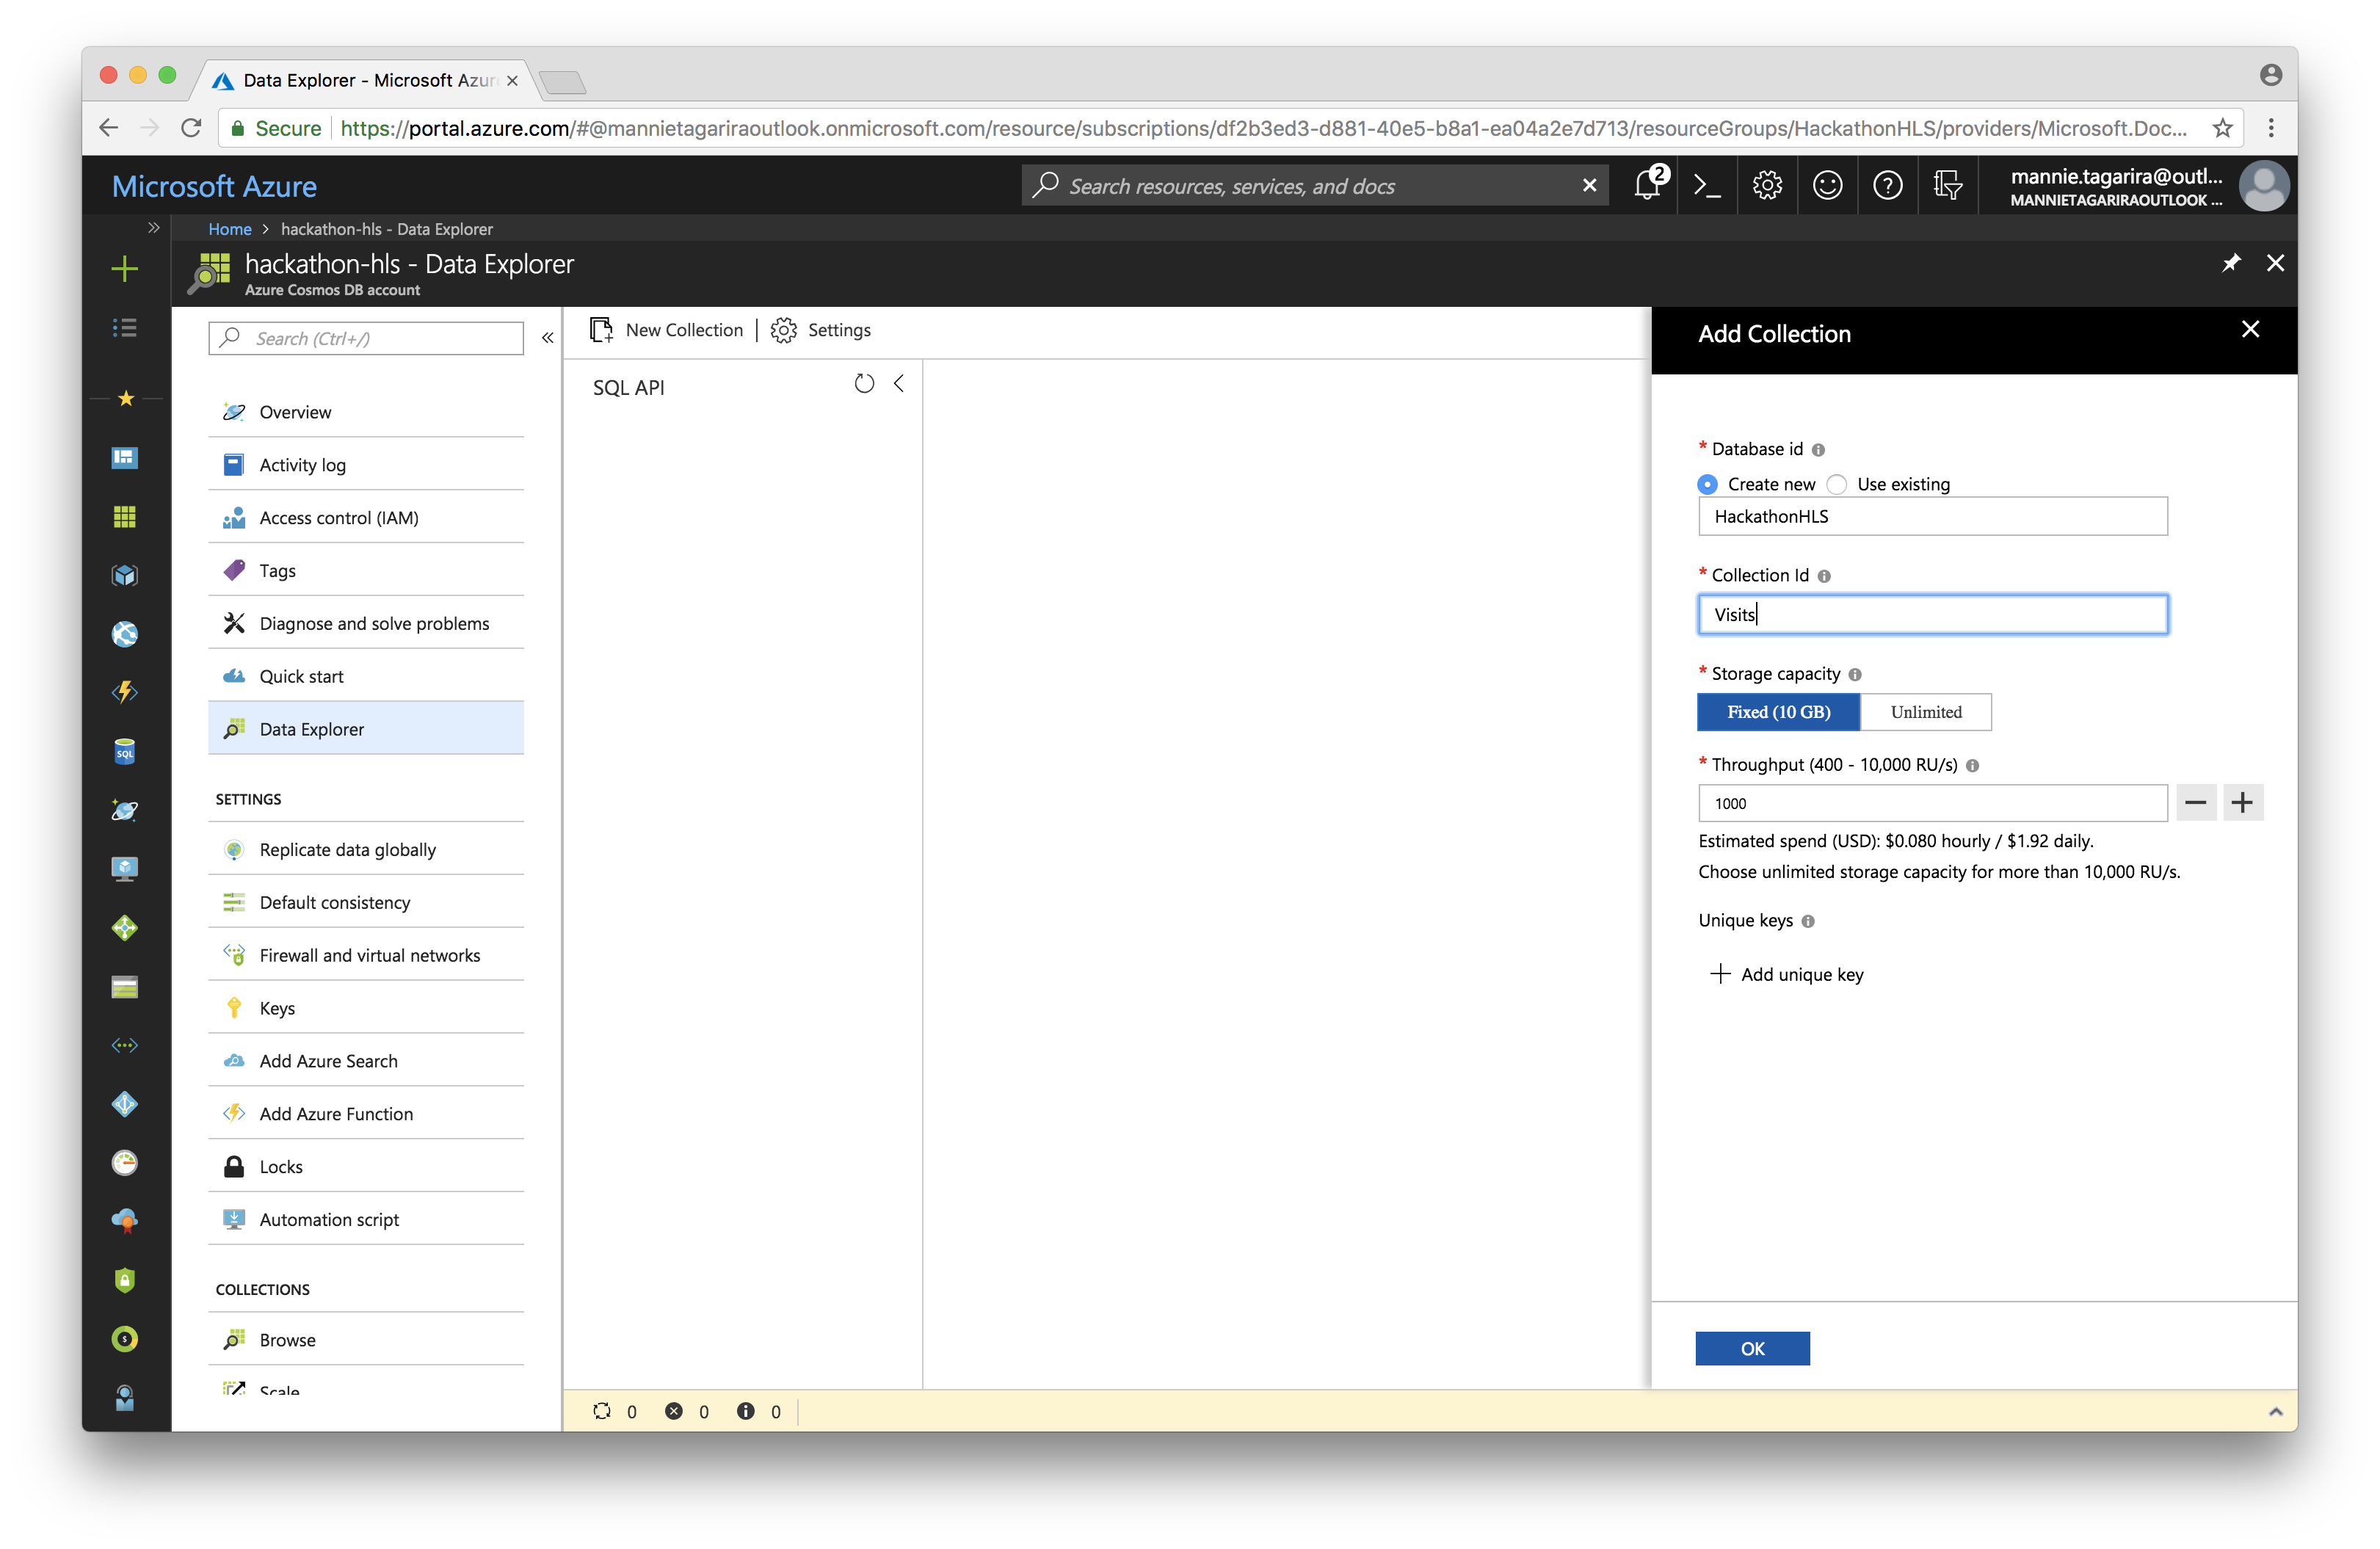 Data Explorer - Microsoft Azur
Secure https://portal.azure.com/#@mannietagariraoutlook.onmicrosoft.com/resource/subscriptions/df2b3ed3-d881-40e5-b8a1-ea04a2e7d713/resourceGroups/HackathonHLS/providers/Microsoft.Doc...
Microsoft Azure
Search resources, services, and docs
2
mannie.tagarira@outl...
MANNIETAGARIRAOUTLOOK ...
Home > hackathon-hls - Data Explorer
hackathon-hls - Data Explorer
Azure Cosmos DB account
Search (Ctrl+/)
Overview
Activity log
Access control (IAM)
Tags
Diagnose and solve problems
Quick start
Data Explorer
SETTINGS
Replicate data globally
Default consistency
Firewall and virtual networks
Keys
Add Azure Search
Add Azure Function
Locks
Automation script
COLLECTIONS
Browse
Scale
New Collection
Settings
SQL API
Add Collection
* Database id
Create new Use existing
HackathonHLS
* Collection Id
Visits
* Storage capacity
Fixed (10 GB) Unlimited
* Throughput (400 - 10,000 RU/s)
1000
Estimated spend (USD): $0.080 hourly / $1.92 daily.
Choose unlimited storage capacity for more than 10,000 RU/s.
Unique keys
Add unique key
OK
0 0 0
SQL